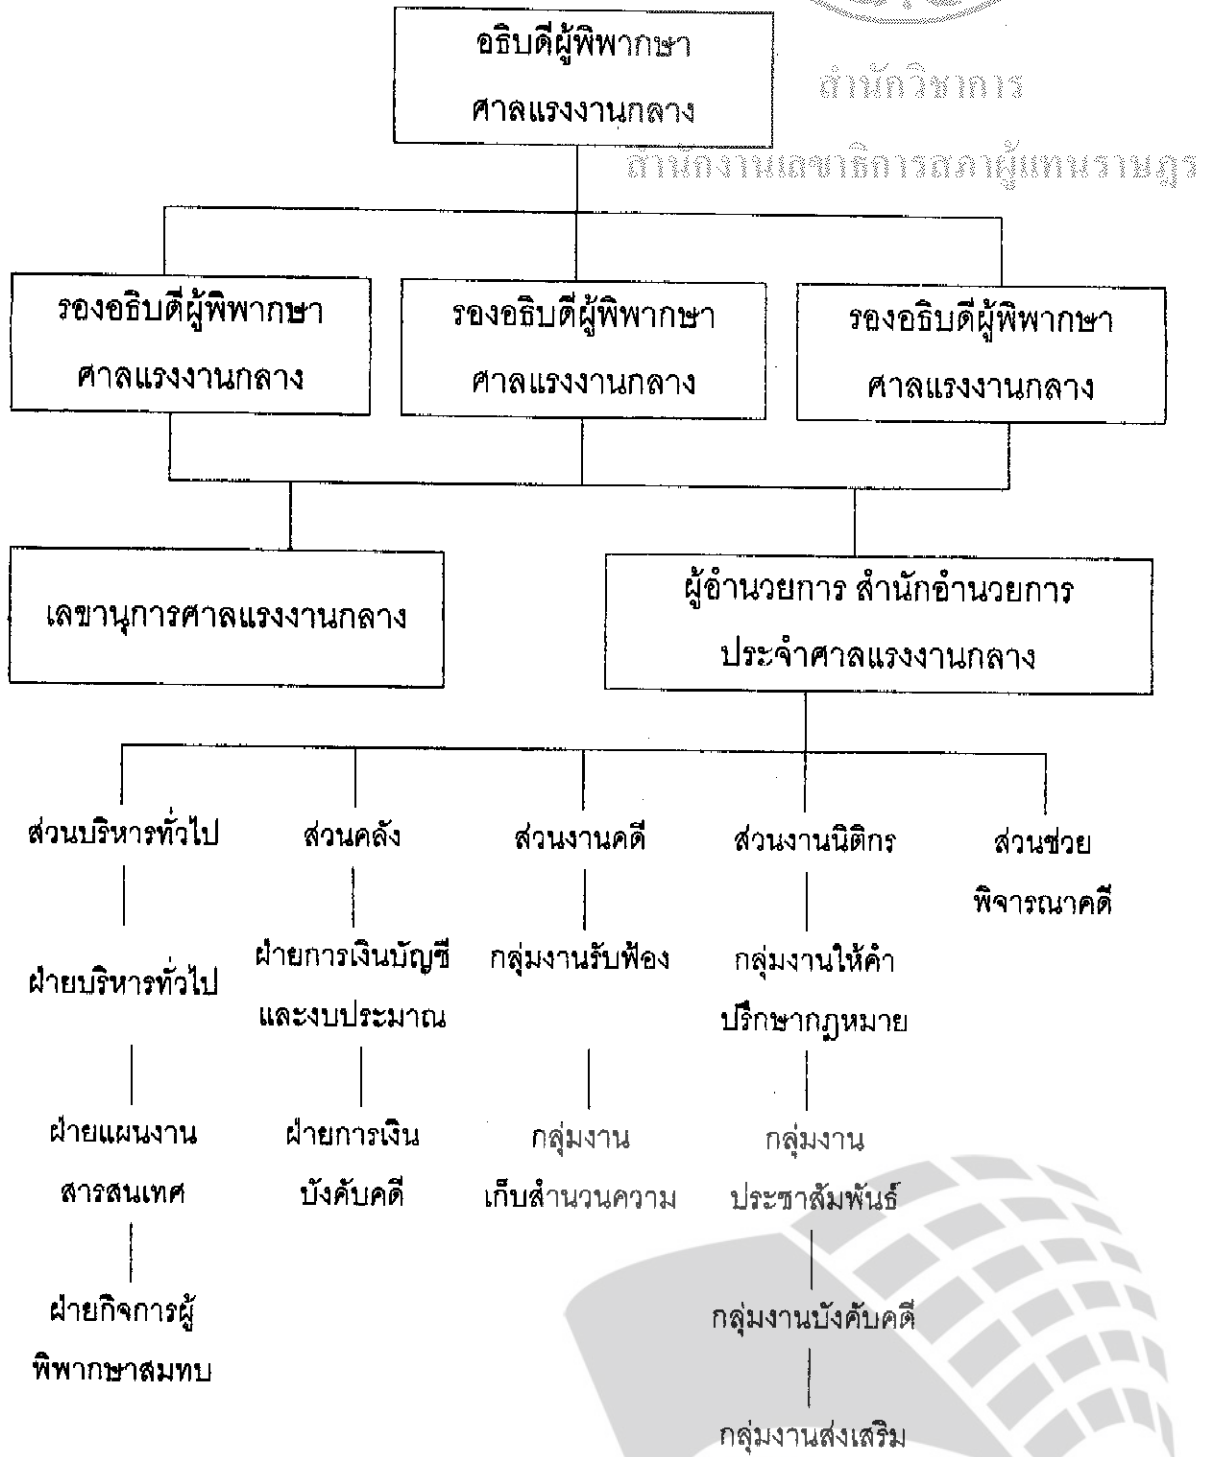 อธิบดีผู้พิพากษา
ศาลแรงงานกลาง
สำนักวิชาการ
สำนักงานเลขาธิการสภาผู้แทนราษฎร
รองอธิบดีผู้พิพากษา
ศาลแรงงานกลาง
รองอธิบดีผู้พิพากษา
ศาลแรงงานกลาง
รองอธิบดีผู้พิพากษา
ศาลแรงงานกลาง
เลขานุการศาลแรงงานกลาง
ผู้อำนวยการ สำนักอำนวยการ
ประจำศาลแรงงานกลาง
ส่วนบริหารทั่วไป
ฝ่ายบริหารทั่วไป
ฝ่ายแผนงาน
สารสนเทศ
ฝ่ายกิจการผู้
พิพากษาสมทบ
ส่วนคลัง
ฝ่ายการเงินบัญชี
และงบประมาณ
ฝ่ายการเงิน
บังคับคดี
ส่วนงานคดี
กลุ่มงานรับฟ้อง
กลุ่มงาน
เก็บสำนวนความ
ส่วนงานนิติกร
กลุ่มงานให้คำ
ปรึกษากฎหมาย
กลุ่มงาน
ประชาสัมพันธ์
กลุ่มงานบังคับคดี
กลุ่มงานส่งเสริม
ส่วนช่วย
พิจารณาคดี